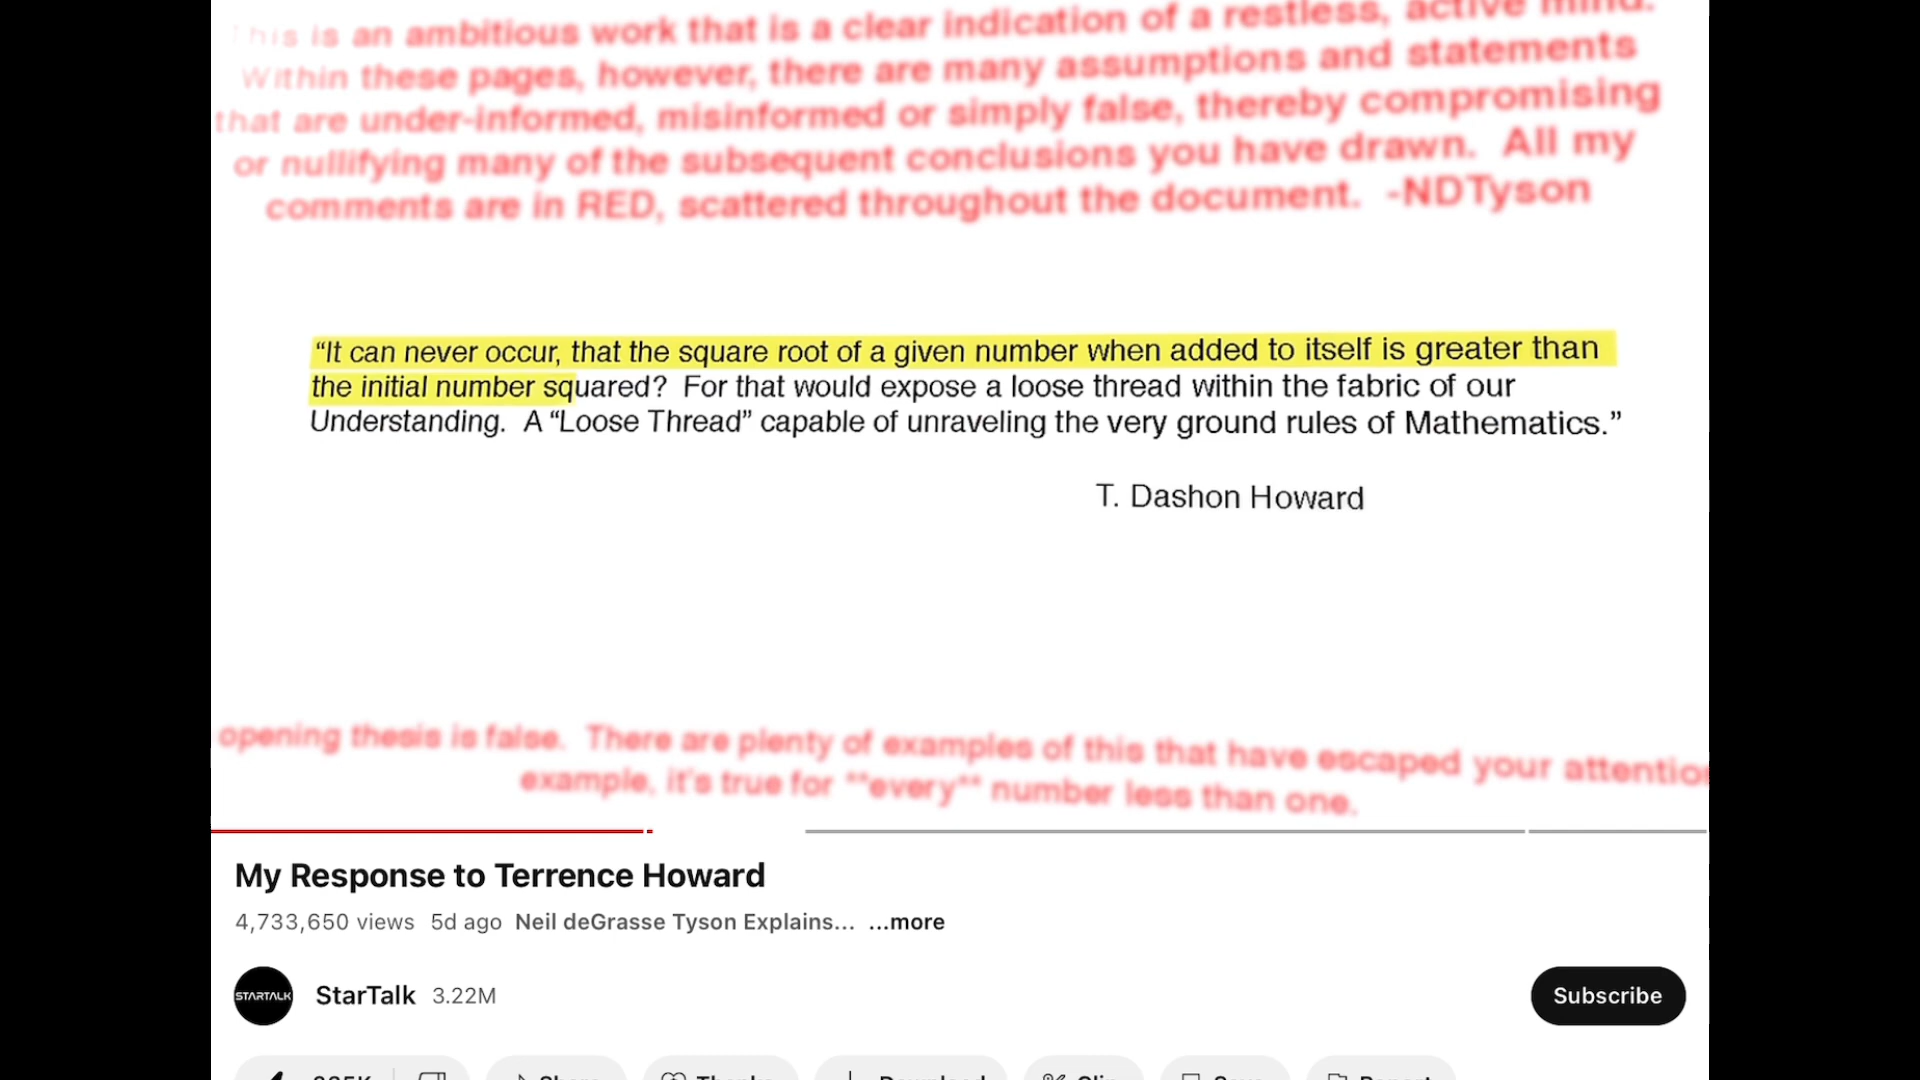 This is an ambitious work that is a clear indication of a restless, active mind.
Within these pages, however, there are many assumptions and statements
that are under-informed, misinformed or simply false, thereby compromising
or nullifying many of the subsequent conclusions you have drawn.  All my
comments are in RED, scattered throughout the document.  -NDTyson
“It can never occur, that the square root of a given number when added to itself is greater than
the initial number squared?  For that would expose a loose thread within the fabric of our
Understanding.  A “Loose Thread” capable of unraveling the very ground rules of Mathematics.”
T. Dashon Howard
opening thesis is false.  There are plenty of examples of this that have escaped your attention
example, it's true for **every** number less than one.
My Response to Terrence Howard
4,733,650 views 5d ago Neil deGrasse Tyson Explains... ...more
STARTALK StarTalk 3.22M Subscribe
Share Thanks Download Clip Save Report